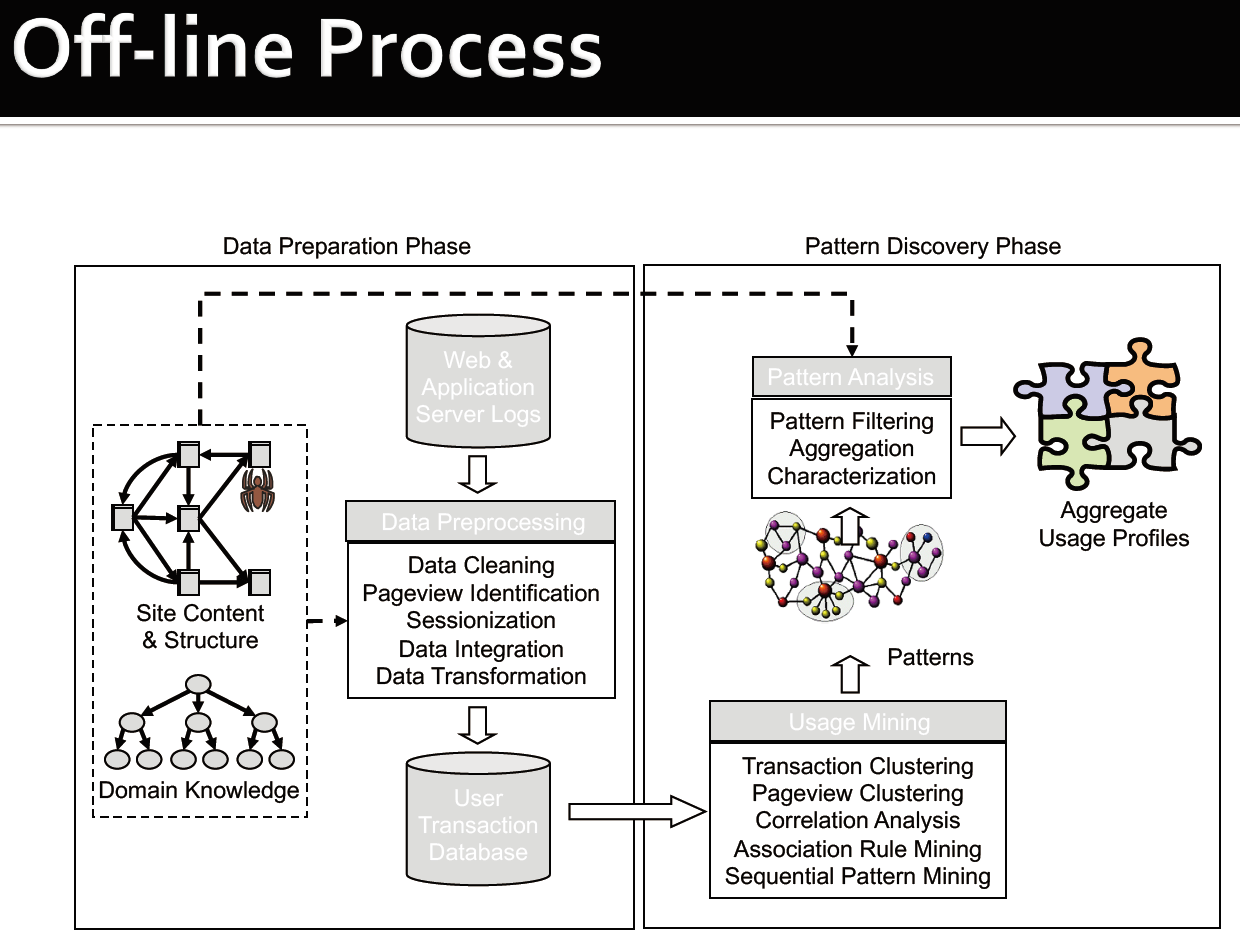 Off-line Process
Data Preparation Phase
Web &
Application
Server Logs
Data Preprocessing
Data Cleaning
Pageview Identification
Sessionization
Data Integration
Data Transformation
Site Content
& Structure
Domain Knowledge
User
Transaction
Database
Pattern Discovery Phase
Pattern Analysis
Pattern Filtering
Aggregation
Characterization
Aggregate
Usage Profiles
Patterns
Usage Mining
Transaction Clustering
Pageview Clustering
Correlation Analysis
Association Rule Mining
Sequential Pattern Mining